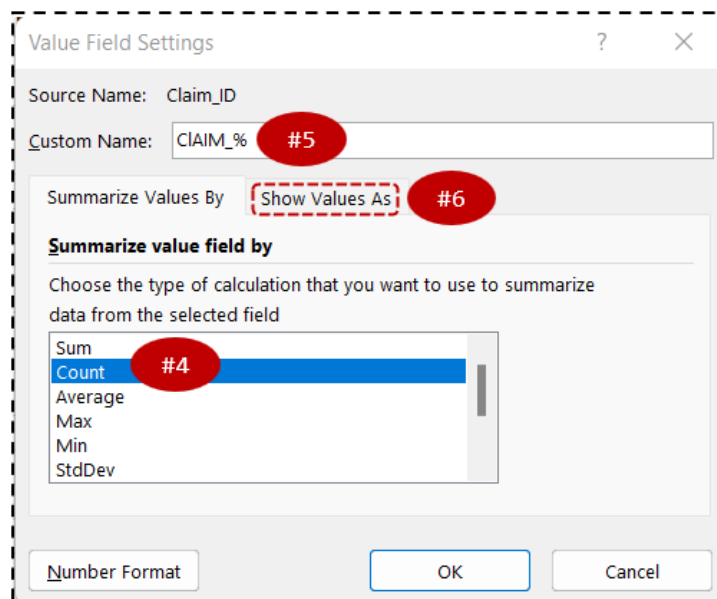 Value Field Settings ? ×
Source Name: Claim_ID
Custom Name: ClAIM_% #5
Summarize Values By Show Values As #6
Summarize value field by
Choose the type of calculation that you want to use to summarize
data from the selected field
Sum
Count #4
Average
Max
Min
StdDev
Number Format OK Cancel